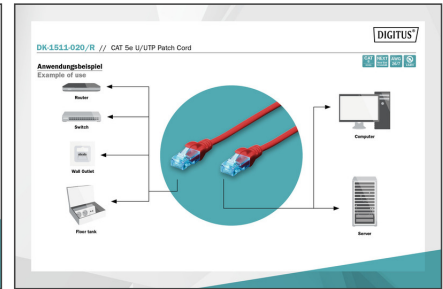 DIGITUS®
DK-1511-020/R // CAT 5e U/UTP Patch Cord
Anwendungsbeispiel
Example of use
Router
Switch
Wall Outlet
Floor tank
Computer
Server